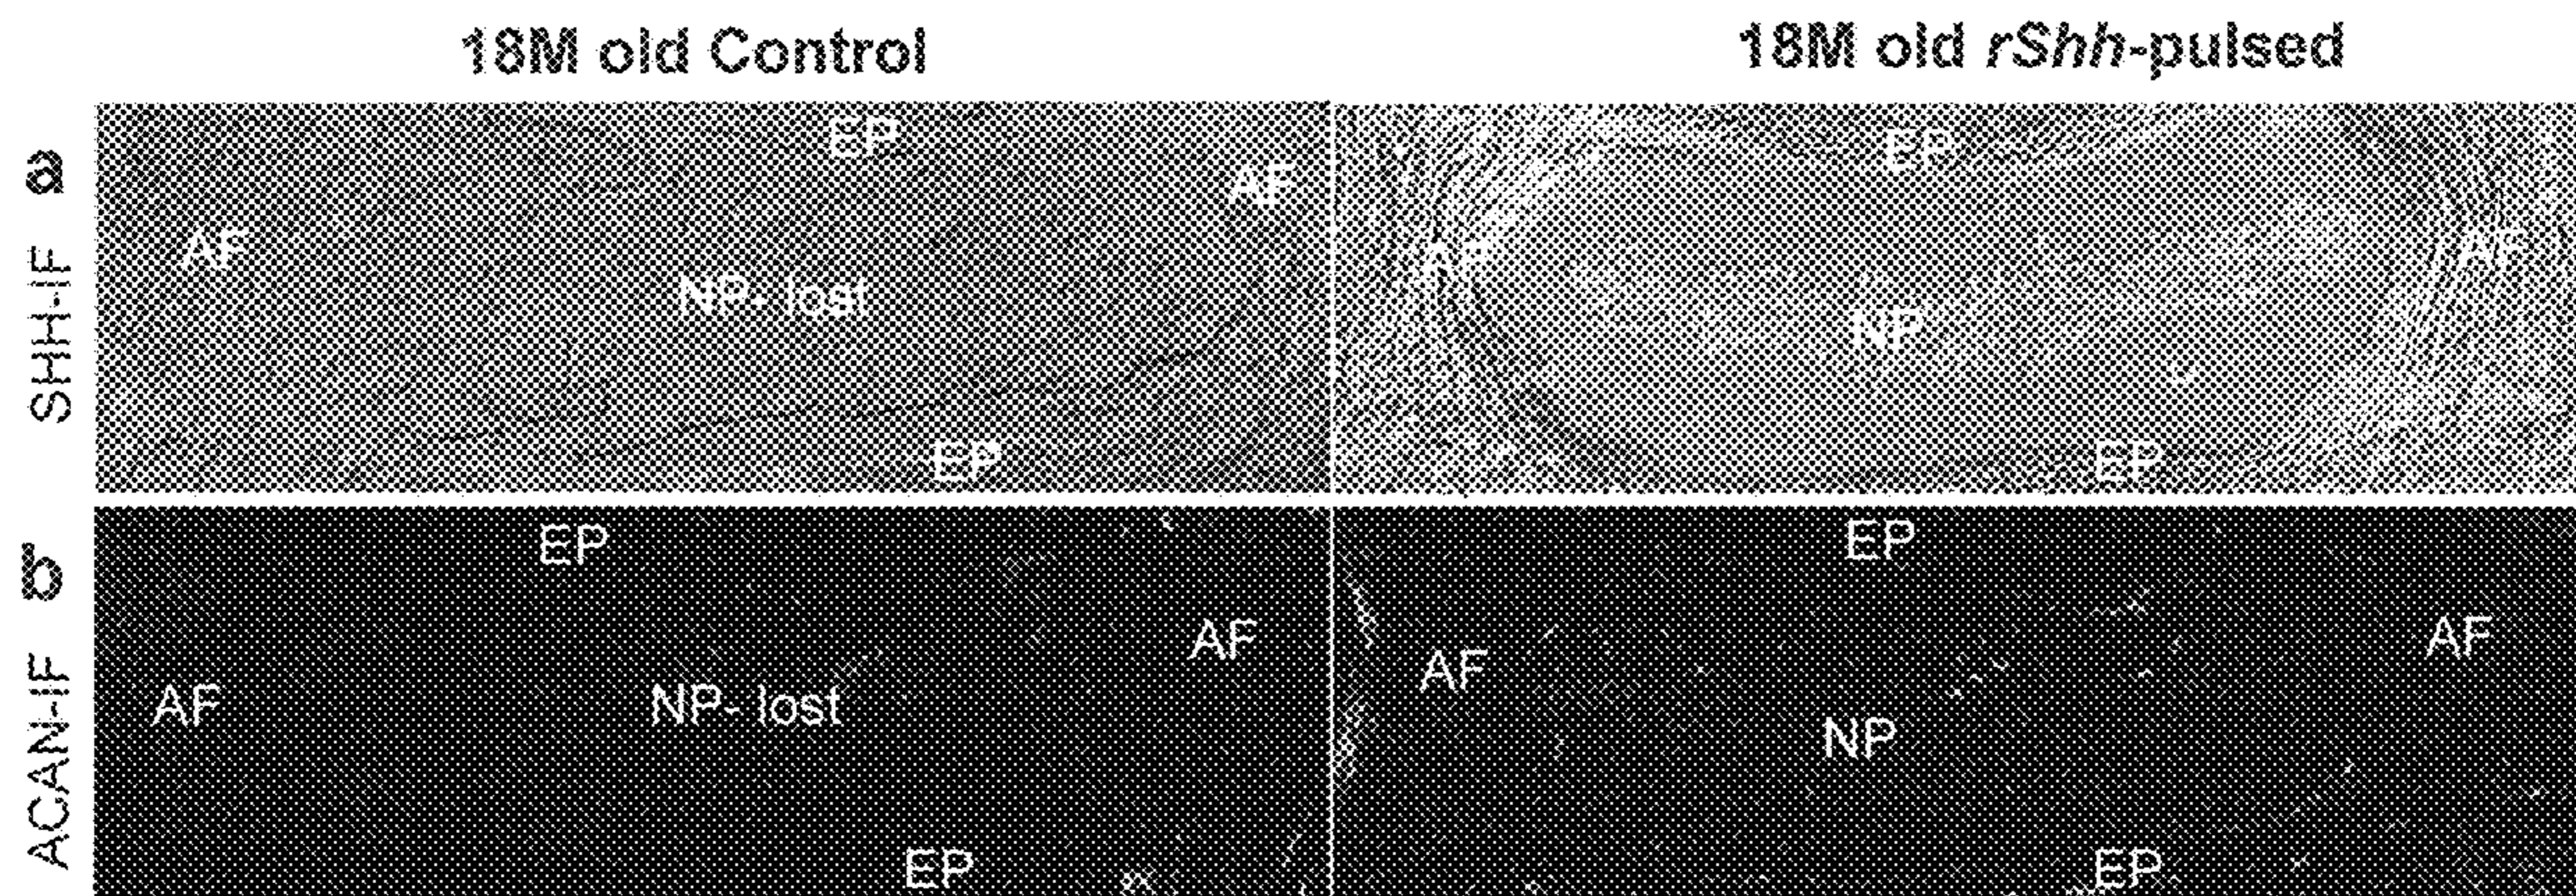 18M old Control
18M old rShh-pulsed
a
SHH-IF
EP
AF
AF
NP- lost
EP
EP
AF
AF
NP
EP
b
ACAN-IF
EP
AF
AF
NP- lost
EP
EP
AF
AF
NP
EP